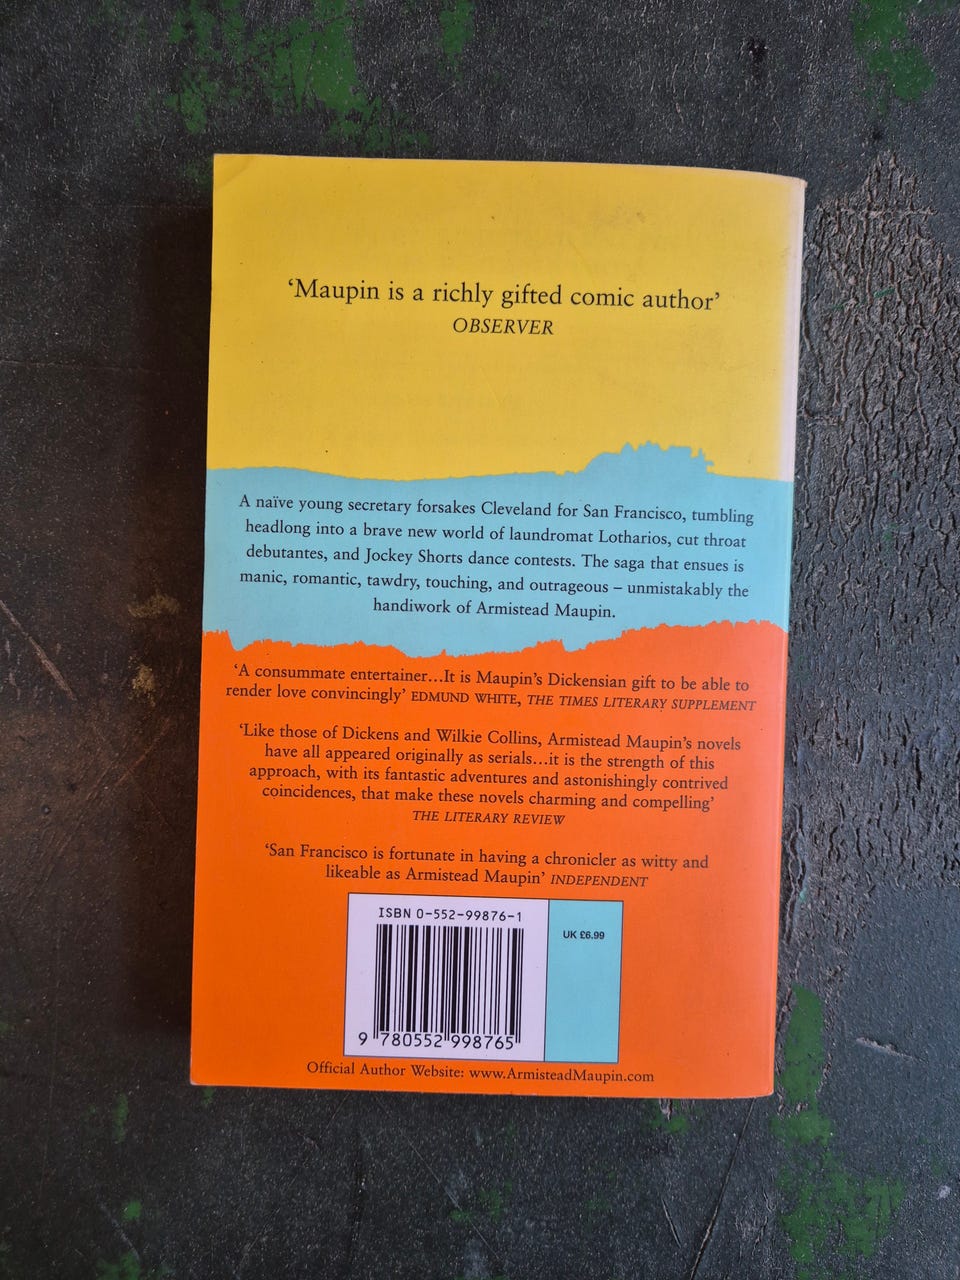 ‘Maupin is a richly gifted comic author’
OBSERVER
A naïve young secretary forsakes Cleveland for San Francisco, tumbling
headlong into a brave new world of laundromat Lotharios, cut throat
debutantes, and Jockey Shorts dance contests. The saga that ensues is
manic, romantic, tawdry, touching, and outrageous – unmistakably the
handiwork of Armistead Maupin.
‘A consummate entertainer…It is Maupin’s Dickensian gift to be able to
render love convincingly’ EDMUND WHITE, THE TIMES LITERARY SUPPLEMENT
‘Like those of Dickens and Wilkie Collins, Armistead Maupin’s novels
have all appeared originally as serials…it is the strength of this
approach, with its fantastic adventures and astonishingly contrived
coincidences, that make these novels charming and compelling’
THE LITERARY REVIEW
‘San Francisco is fortunate in having a chronicler as witty and
likeable as Armistead Maupin’ INDEPENDENT
ISBN 0-552-99876-1
UK £6.99
9 780552 998765
Official Author Website: www.ArmisteadMaupin.com